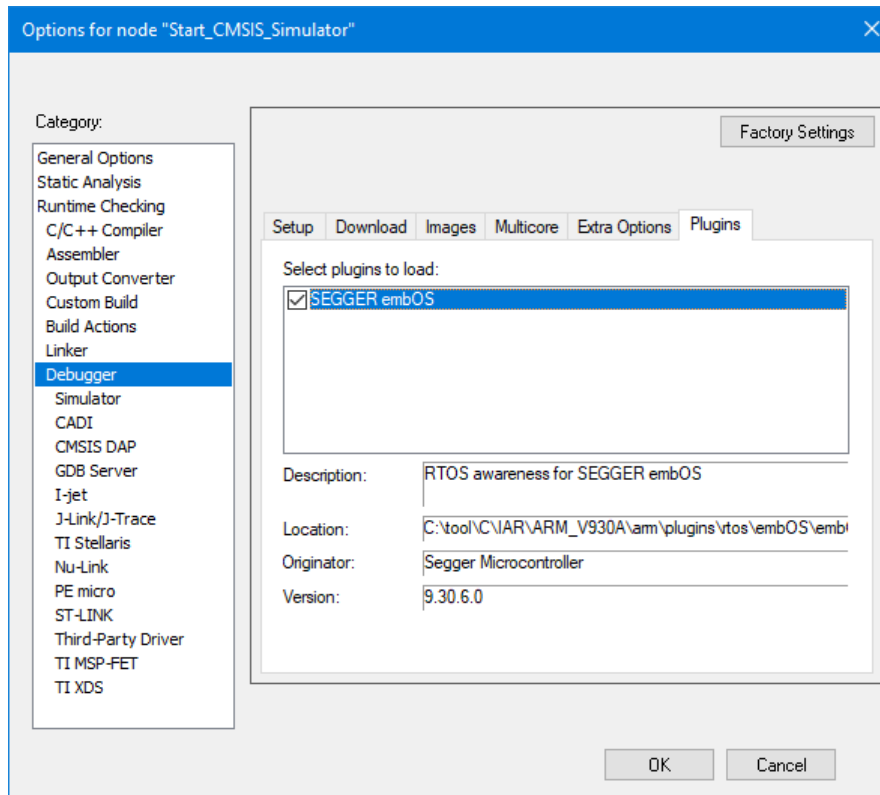 Options for node "Start_CMSIS_Simulator"
Category:
General Options
Static Analysis
Runtime Checking
C/C++ Compiler
Assembler
Output Converter
Custom Build
Build Actions
Linker
Debugger
Simulator
CADI
CMSIS DAP
GDB Server
I-jet
J-Link/J-Trace
TI Stellaris
Nu-Link
PE micro
ST-LINK
Third-Party Driver
TI MSP-FET
TI XDS
Factory Settings
Setup Download Images Multicore Extra Options Plugins
Select plugins to load:
SEGGER embOS
Description: RTOS awareness for SEGGER embOS
Location: C:\tool\C\IAR\ARM_V930A\arm\plugins\rtos\embOS\emb
Originator: Segger Microcontroller
Version: 9.30.6.0
OK Cancel